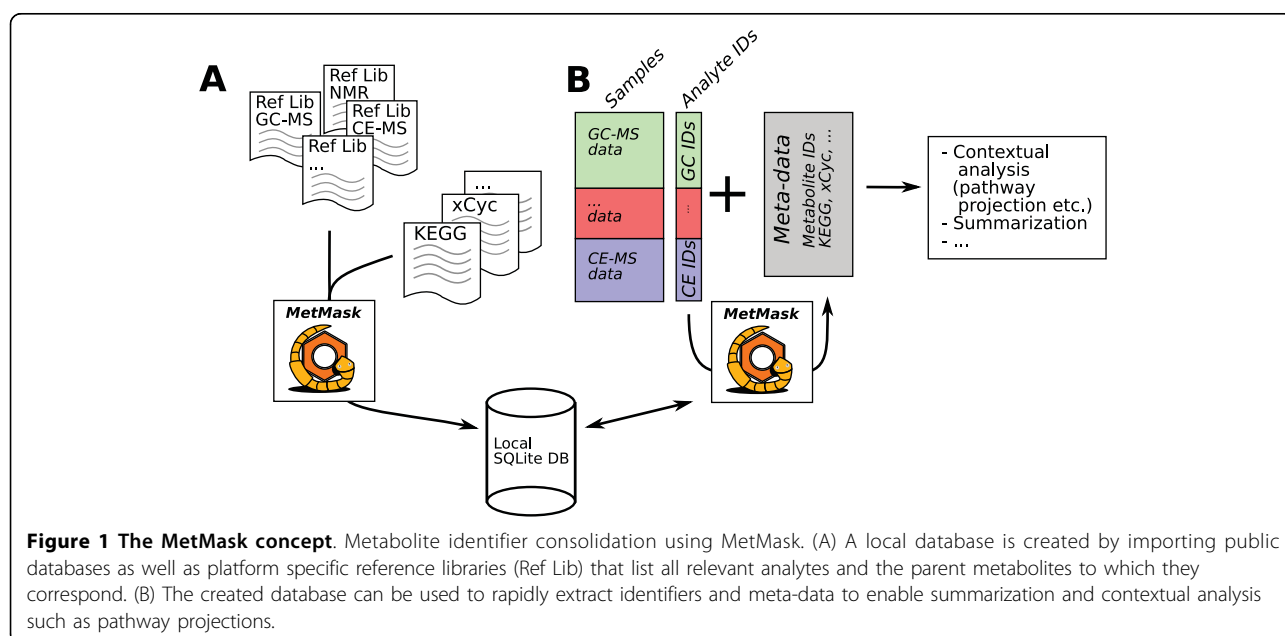 A
Ref Lib
NMR
Ref Lib
GC-MS
Ref Lib
CE-MS
Ref Lib
...
...
xCyc
KEGG
MetMask
Local
SQLite DB
B
Samples
Analyte IDs
GC-MS
data
...
data
CE-MS
data
GC IDs
...
CE IDs
+
Meta-data
Metabolite IDs
KEGG, xCyc, ...
MetMask
- Contextual
analysis
(pathway
projection etc.)
- Summarization
- ...
Figure 1 The MetMask concept. Metabolite identifier consolidation using MetMask. (A) A local database is created by importing public
databases as well as platform specific reference libraries (Ref Lib) that list all relevant analytes and the parent metabolites to which they
correspond. (B) The created database can be used to rapidly extract identifiers and meta-data to enable summarization and contextual analysis
such as pathway projections.